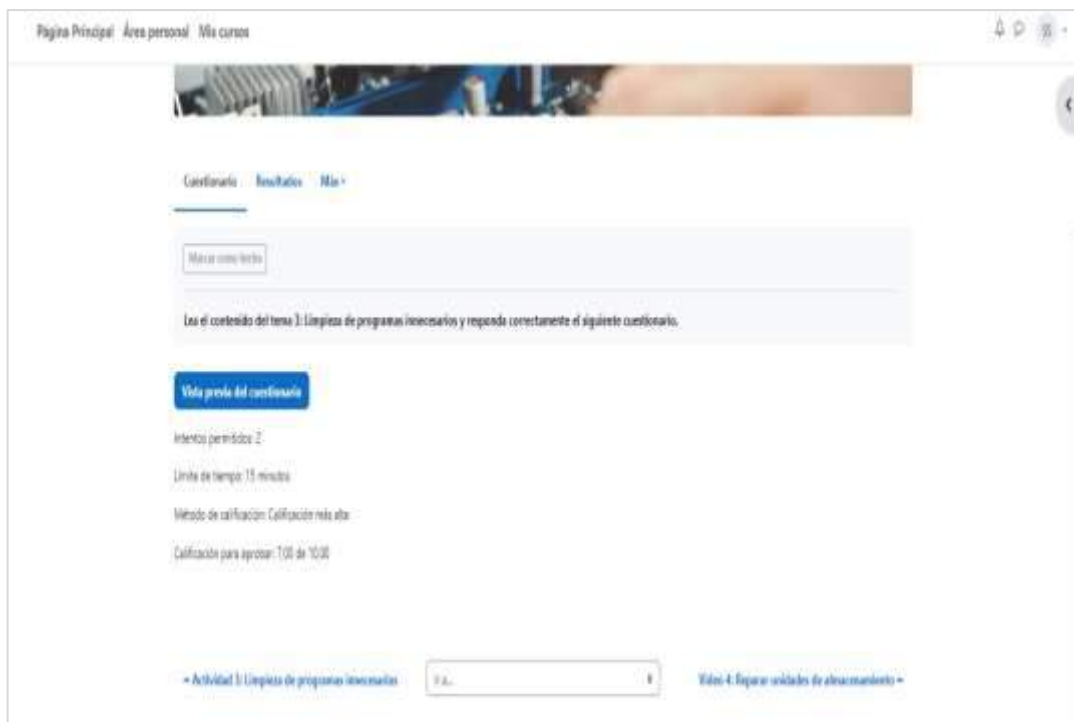 Página Principal Área personal Mis cursos
Cuestionario Resultados Más
Marcar como hecho
Lea el contenido del tema 3: Limpieza de programas innecesarios y responda correctamente el siguiente cuestionario.
Vista previa del cuestionario
Intentos permitidos: 2
Límite de tiempo: 15 minutos
Método de calificación: Calificación más alta
Calificación para aprobar: 7,00 de 10,00
Actividad 3: Limpieza de programas innecesarios
Ir a...
Video 4: Reparar unidades de almacenamiento